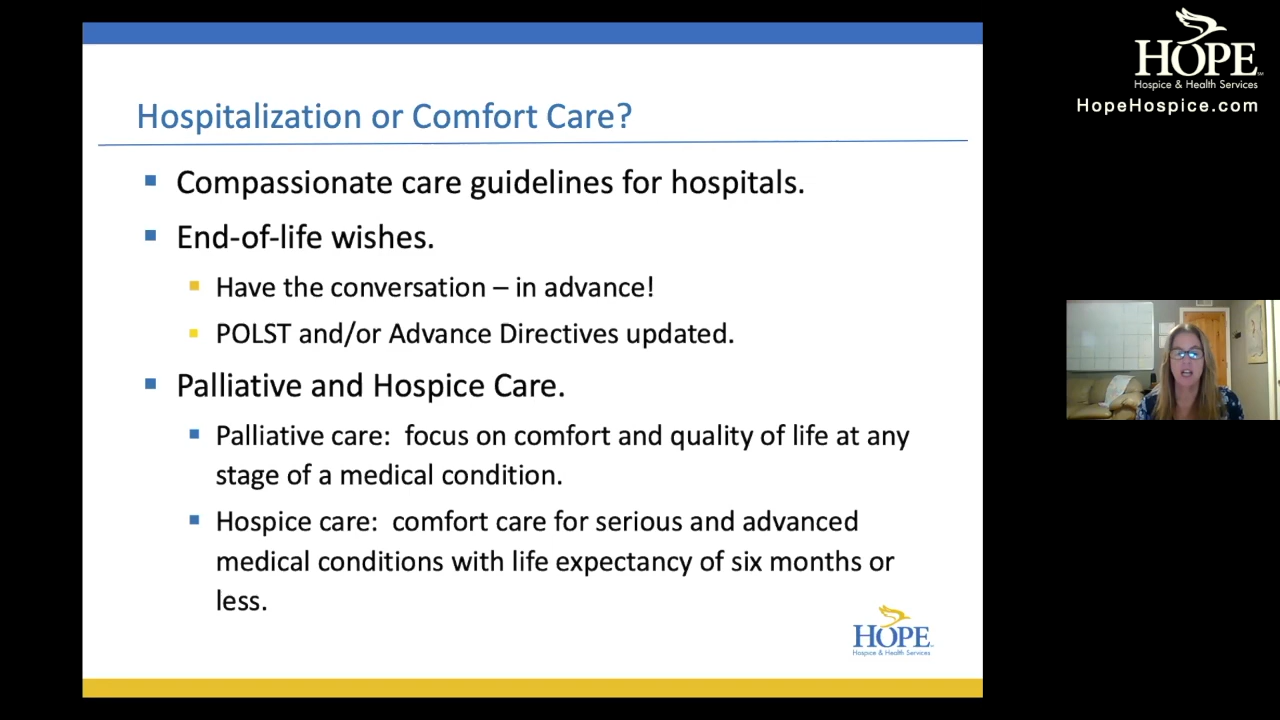 Hospitalization or Comfort Care?
Compassionate care guidelines for hospitals.
End-of-life wishes.
Have the conversation – in advance!
POLST and/or Advance Directives updated.
Palliative and Hospice Care.
Palliative care:  focus on comfort and quality of life at any
stage of a medical condition.
Hospice care:  comfort care for serious and advanced
medical conditions with life expectancy of six months or
less.
HOPE
Hospice & Health Services
HOPE
Hospice & Health Services
HopeHospice.com